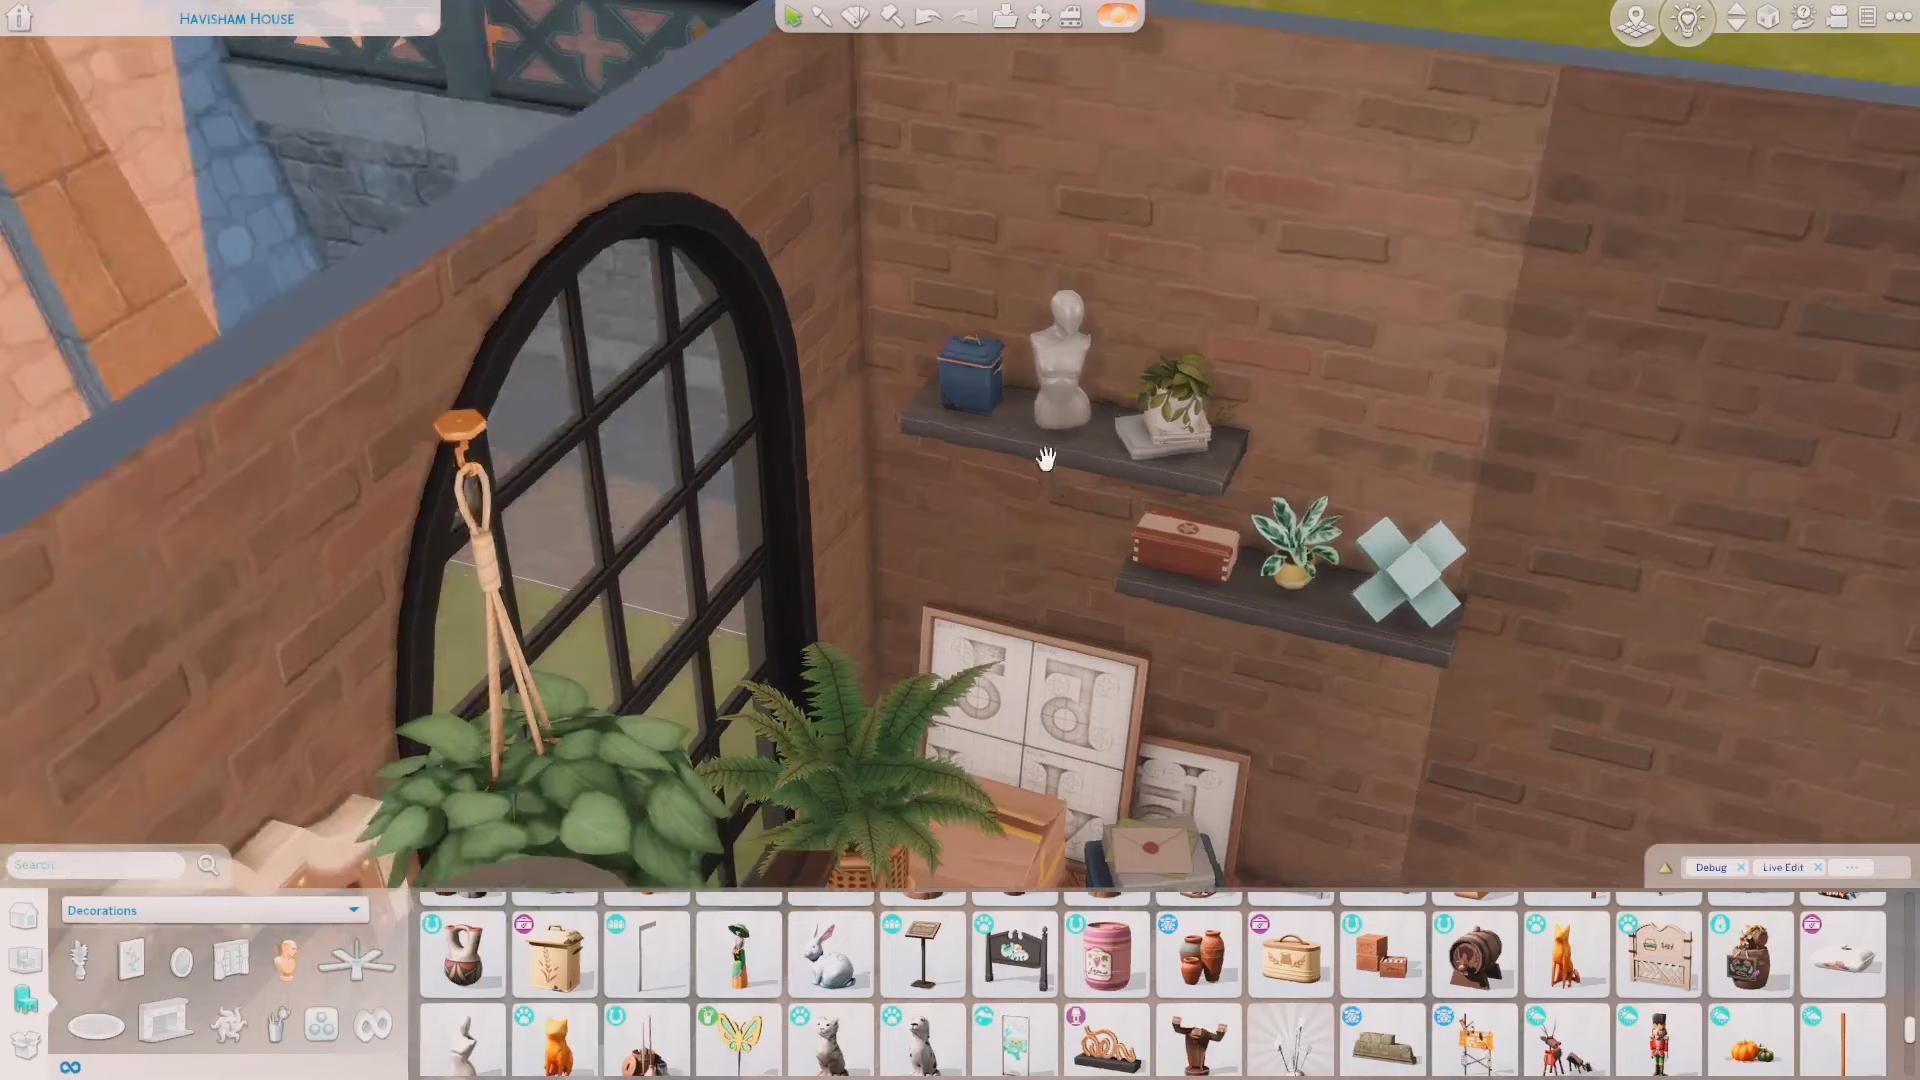 Havisham House
Search
Debug
Live Edit
Decorations